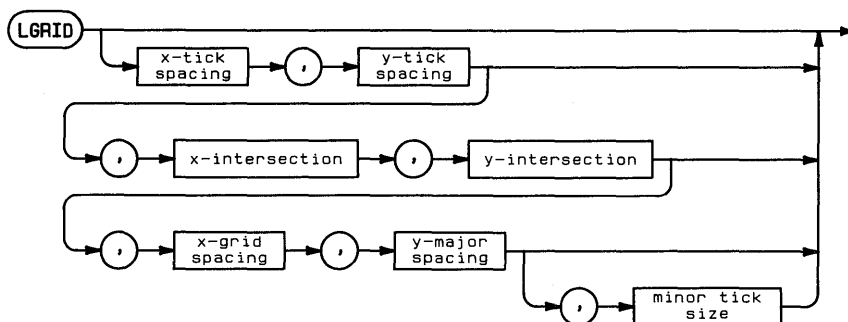 LGRID
x-tick
spacing
,
y-tick
spacing
,
x-intersection
,
y-intersection
,
x-grid
spacing
,
y-major
spacing
,
minor tick
size